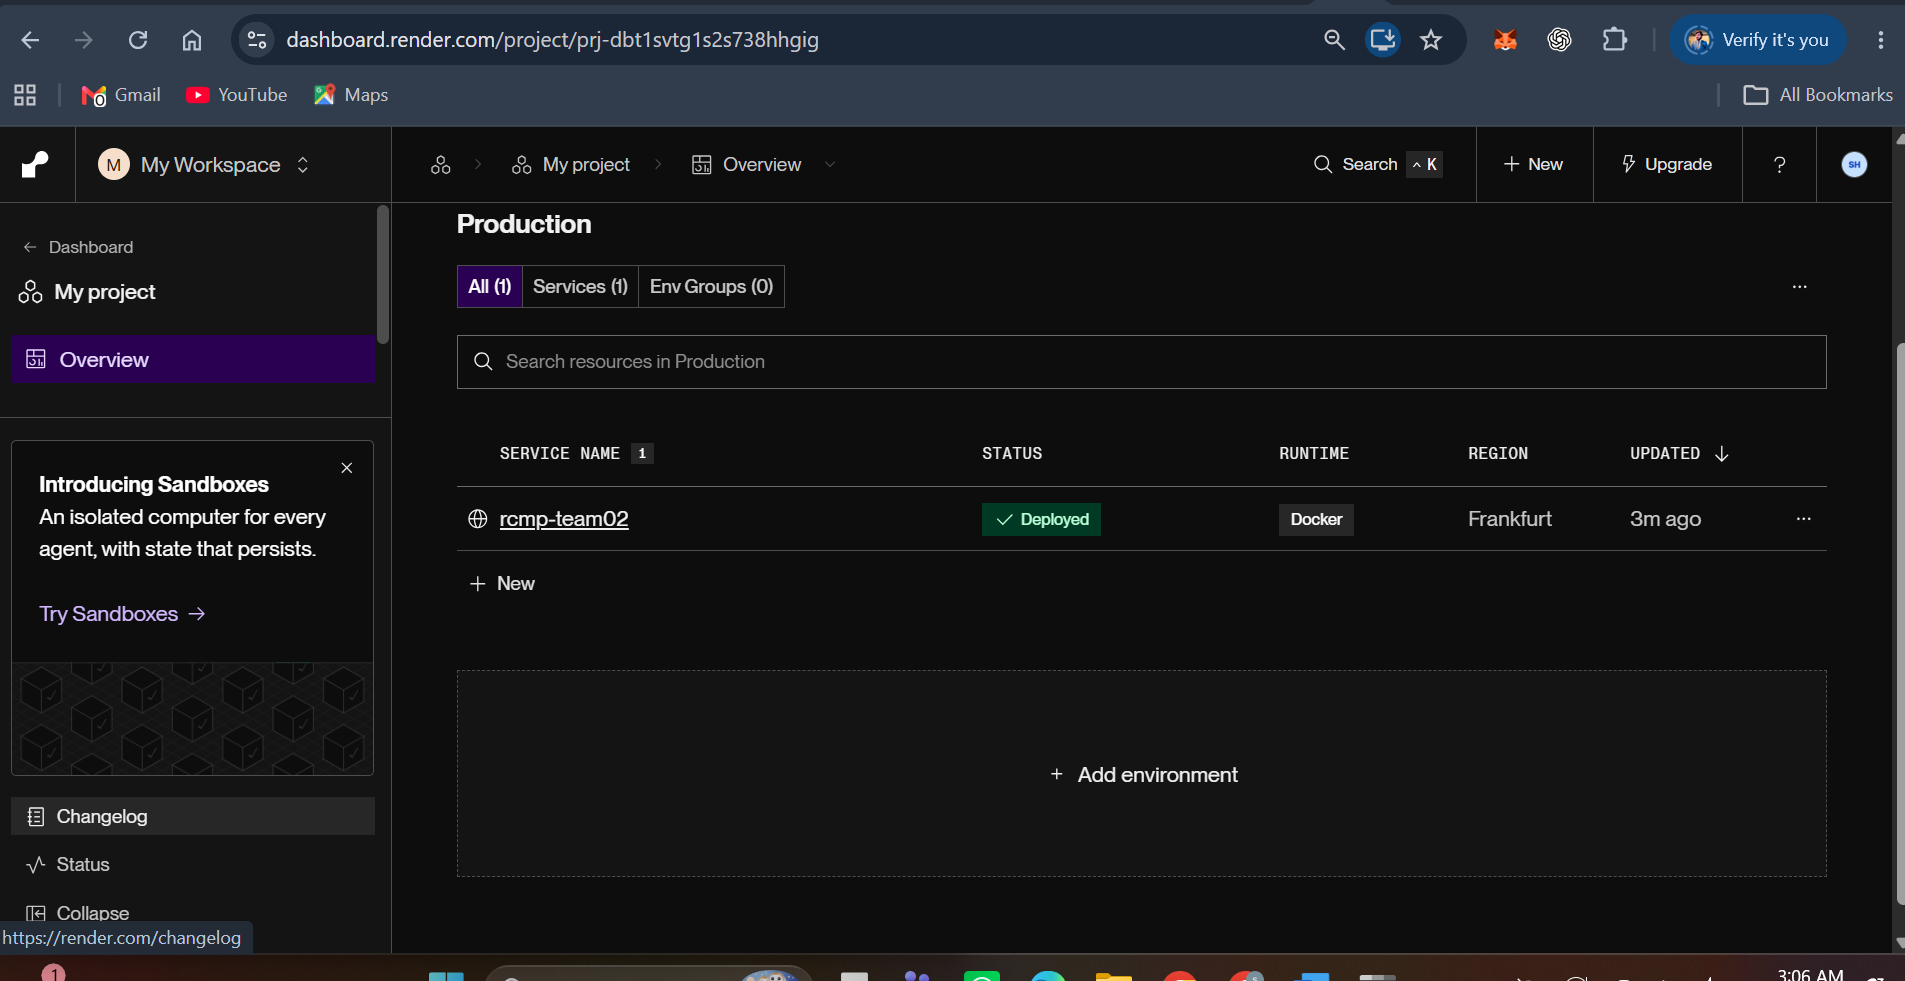 dashboard.render.com/project/prj-dbt1svtg1s2s738hhgig
Verify it's you
Gmail
YouTube
Maps
All Bookmarks
M
My Workspace
My project
Overview
Search
K
New
Upgrade
?
SH
Dashboard
My project
Overview
Introducing Sandboxes
An isolated computer for every
agent, with state that persists.
Try Sandboxes
Changelog
Status
Collapse
https://render.com/changelog
Production
All (1)
Services (1)
Env Groups (0)
Search resources in Production
SERVICE NAME 1
STATUS
RUNTIME
REGION
UPDATED
rcmp-team02
Deployed
Docker
Frankfurt
3m ago
New
Add environment
1
3:06 AM